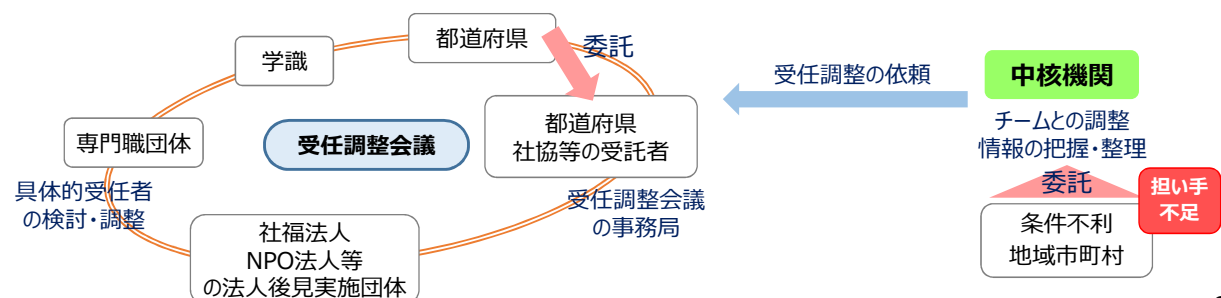 都道府県
委託
学識
受任調整の依頼
中核機関
専門職団体
受任調整会議
都道府県
社協等の受託者
チームとの調整
情報の把握・整理
具体的受任者
の検討・調整
受任調整会議
の事務局
委託
担い手
不足
条件不利
地域市町村
社福法人
NPO法人等
の法人後見実施団体